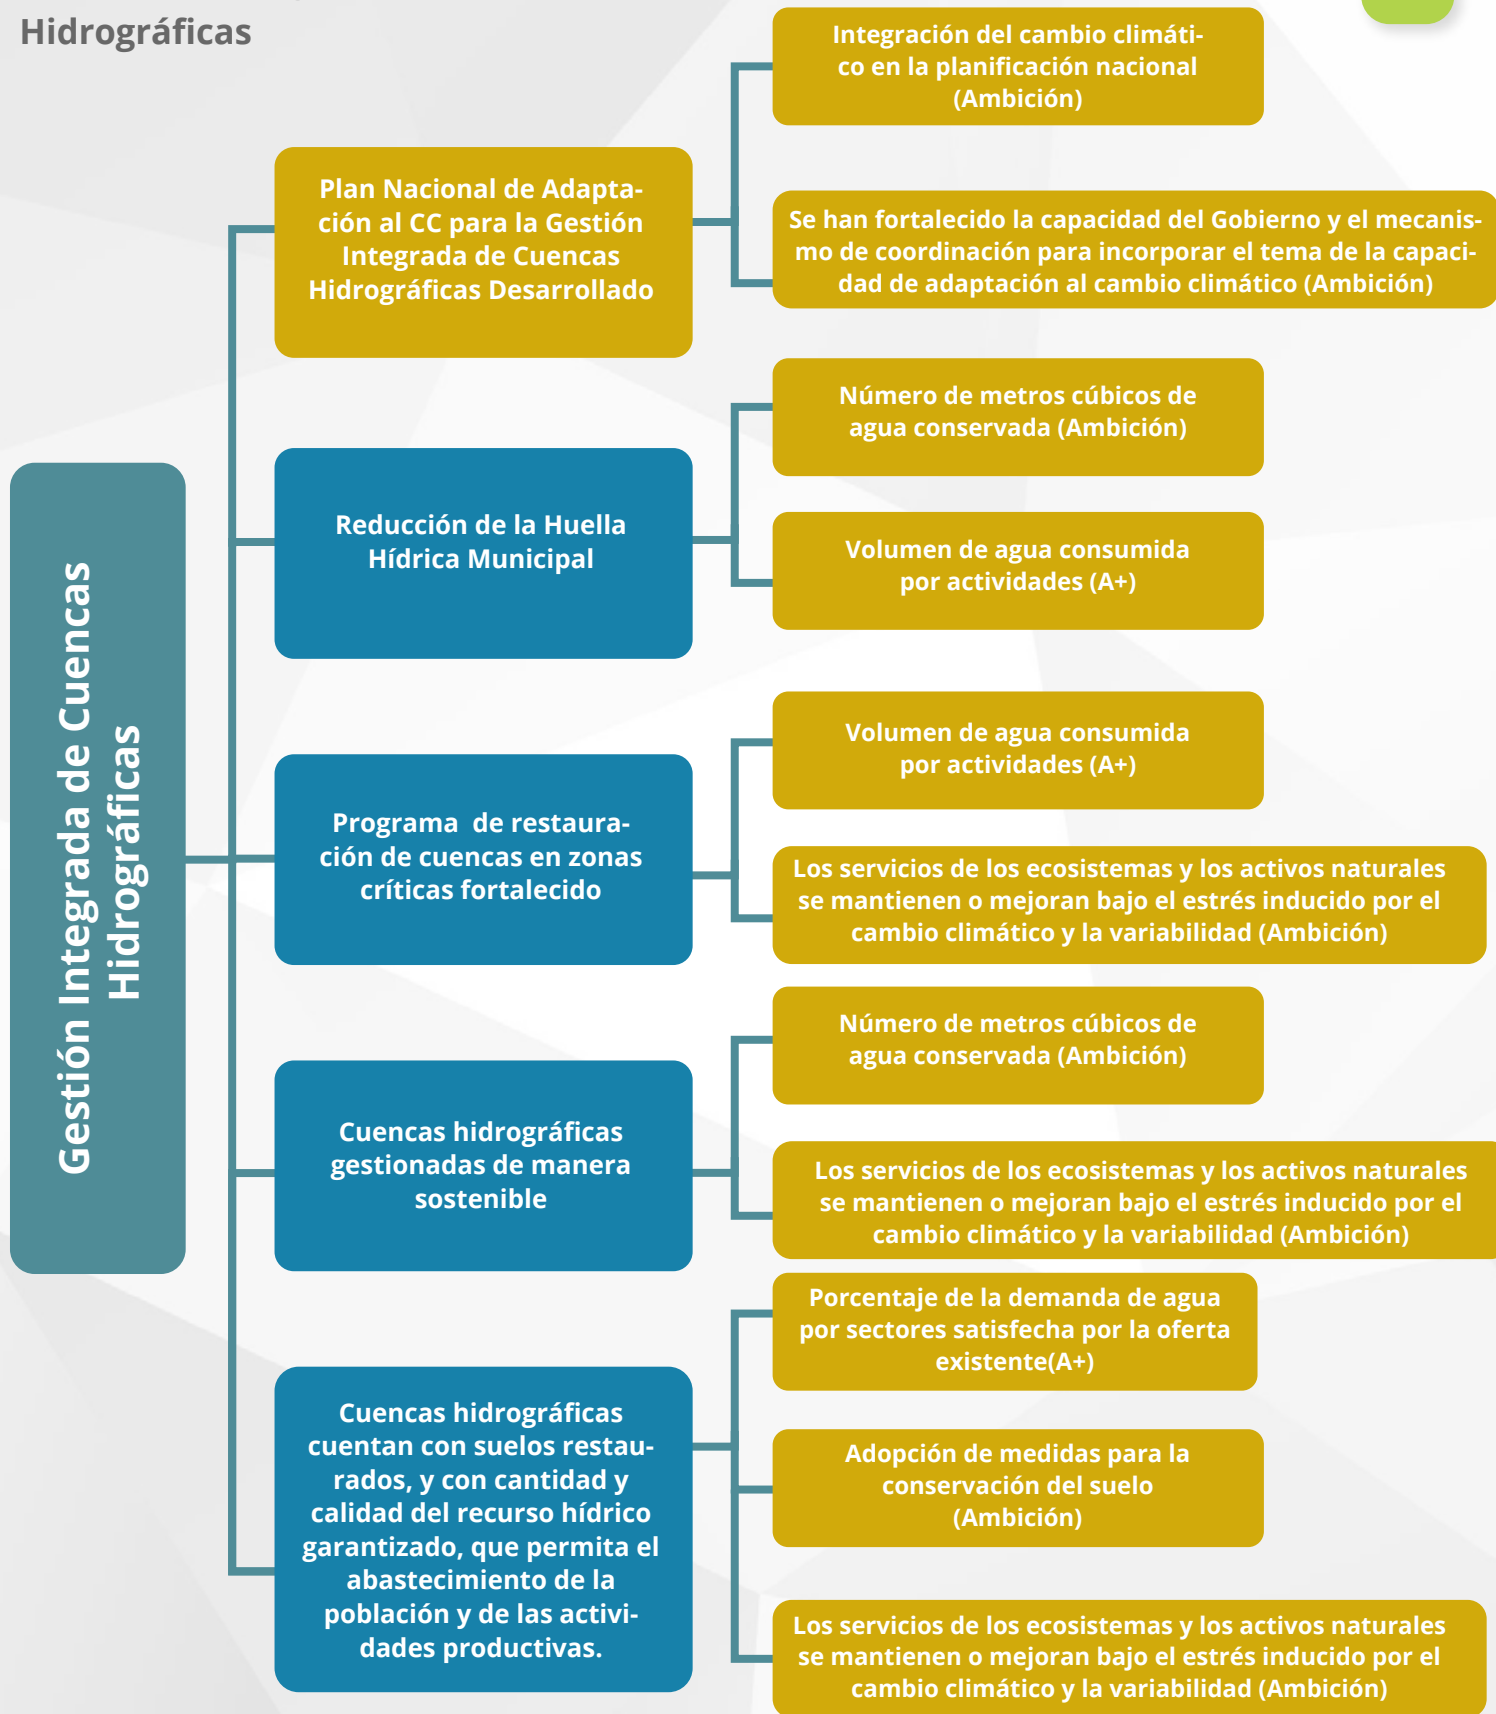 Hidrográficas
Gestión Integrada de Cuencas
Hidrográficas
Plan Nacional de Adapta-
ción al CC para la Gestión
Integrada de Cuencas
Hidrográficas Desarrollado
Integración del cambio climáti-
co en la planificación nacional
(Ambición)
Se han fortalecido la capacidad del Gobierno y el mecanis-
mo de coordinación para incorporar el tema de la capaci-
dad de adaptación al cambio climático (Ambición)
Reducción de la Huella
Hídrica Municipal
Número de metros cúbicos de
agua conservada (Ambición)
Volumen de agua consumida
por actividades (A+)
Programa  de restaura-
ción de cuencas en zonas
críticas fortalecido
Volumen de agua consumida
por actividades (A+)
Los servicios de los ecosistemas y los activos naturales
se mantienen o mejoran bajo el estrés inducido por el
cambio climático y la variabilidad (Ambición)
Cuencas hidrográficas
gestionadas de manera
sostenible
Número de metros cúbicos de
agua conservada (Ambición)
Los servicios de los ecosistemas y los activos naturales
se mantienen o mejoran bajo el estrés inducido por el
cambio climático y la variabilidad (Ambición)
Cuencas hidrográficas
cuentan con suelos restau-
rados, y con cantidad y
calidad del recurso hídrico
garantizado, que permita el
abastecimiento de la
población y de las activi-
dades productivas.
Porcentaje de la demanda de agua
por sectores satisfecha por la oferta
existente(A+)
Adopción de medidas para la
conservación del suelo
(Ambición)
Los servicios de los ecosistemas y los activos naturales
se mantienen o mejoran bajo el estrés inducido por el
cambio climático y la variabilidad (Ambición)